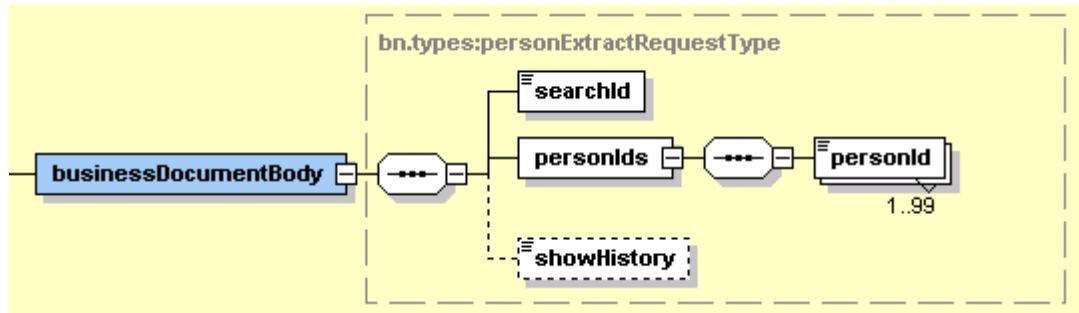 bn.types:personExtractRequestType
searchId
businessDocumentBody
personIds
personId
1..99
showHistory